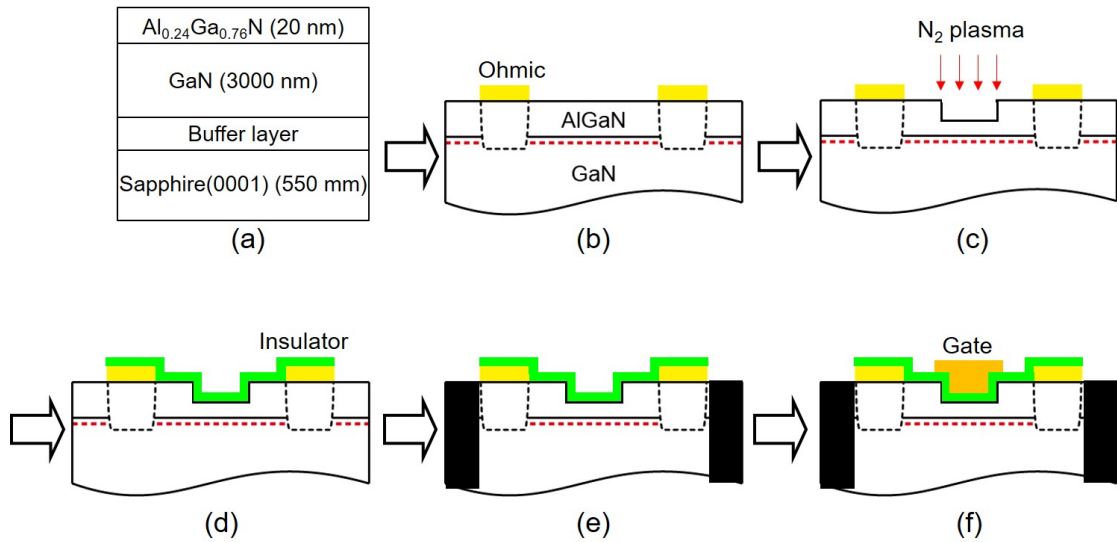 Al0.24Ga0.76N (20 nm)
GaN (3000 nm)
Buffer layer
Sapphire(0001) (550 mm)
(a)
Ohmic
AlGaN
GaN
(b)
N2 plasma
(c)
Insulator
(d)
(e)
Gate
(f)